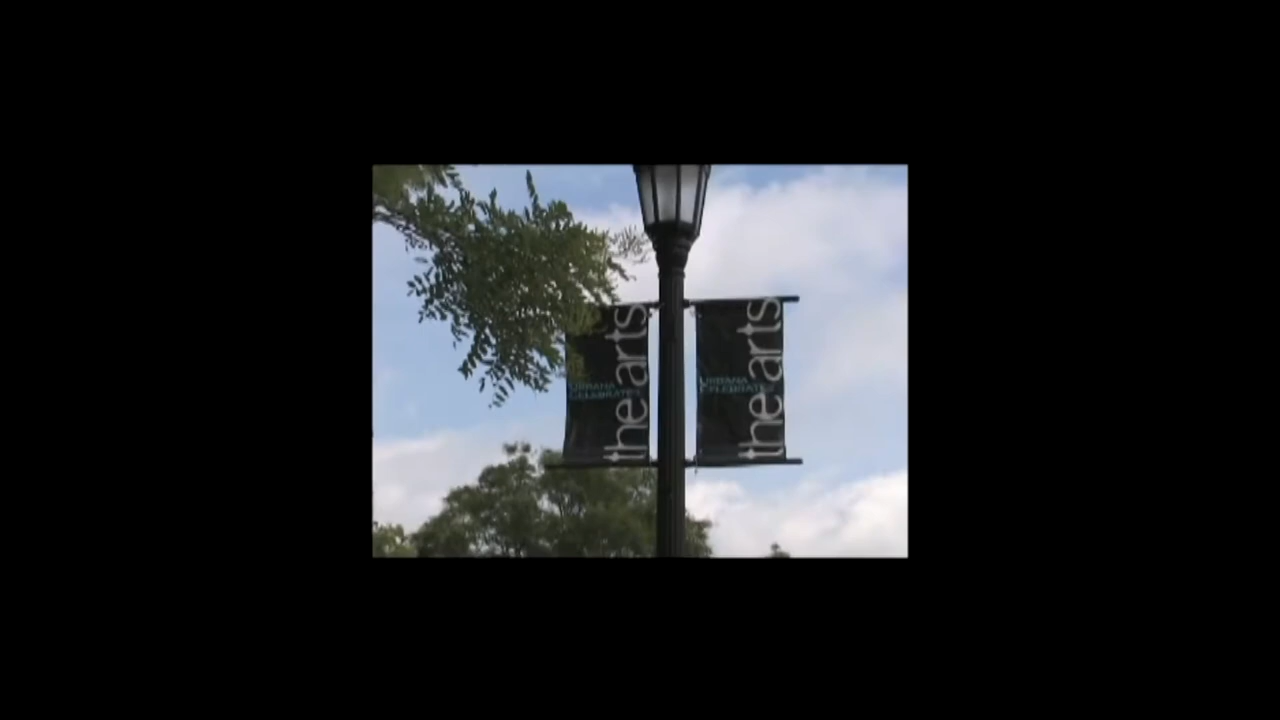 URBANA
CELEBRATES
the arts
URBANA
CELEBRATES
the arts